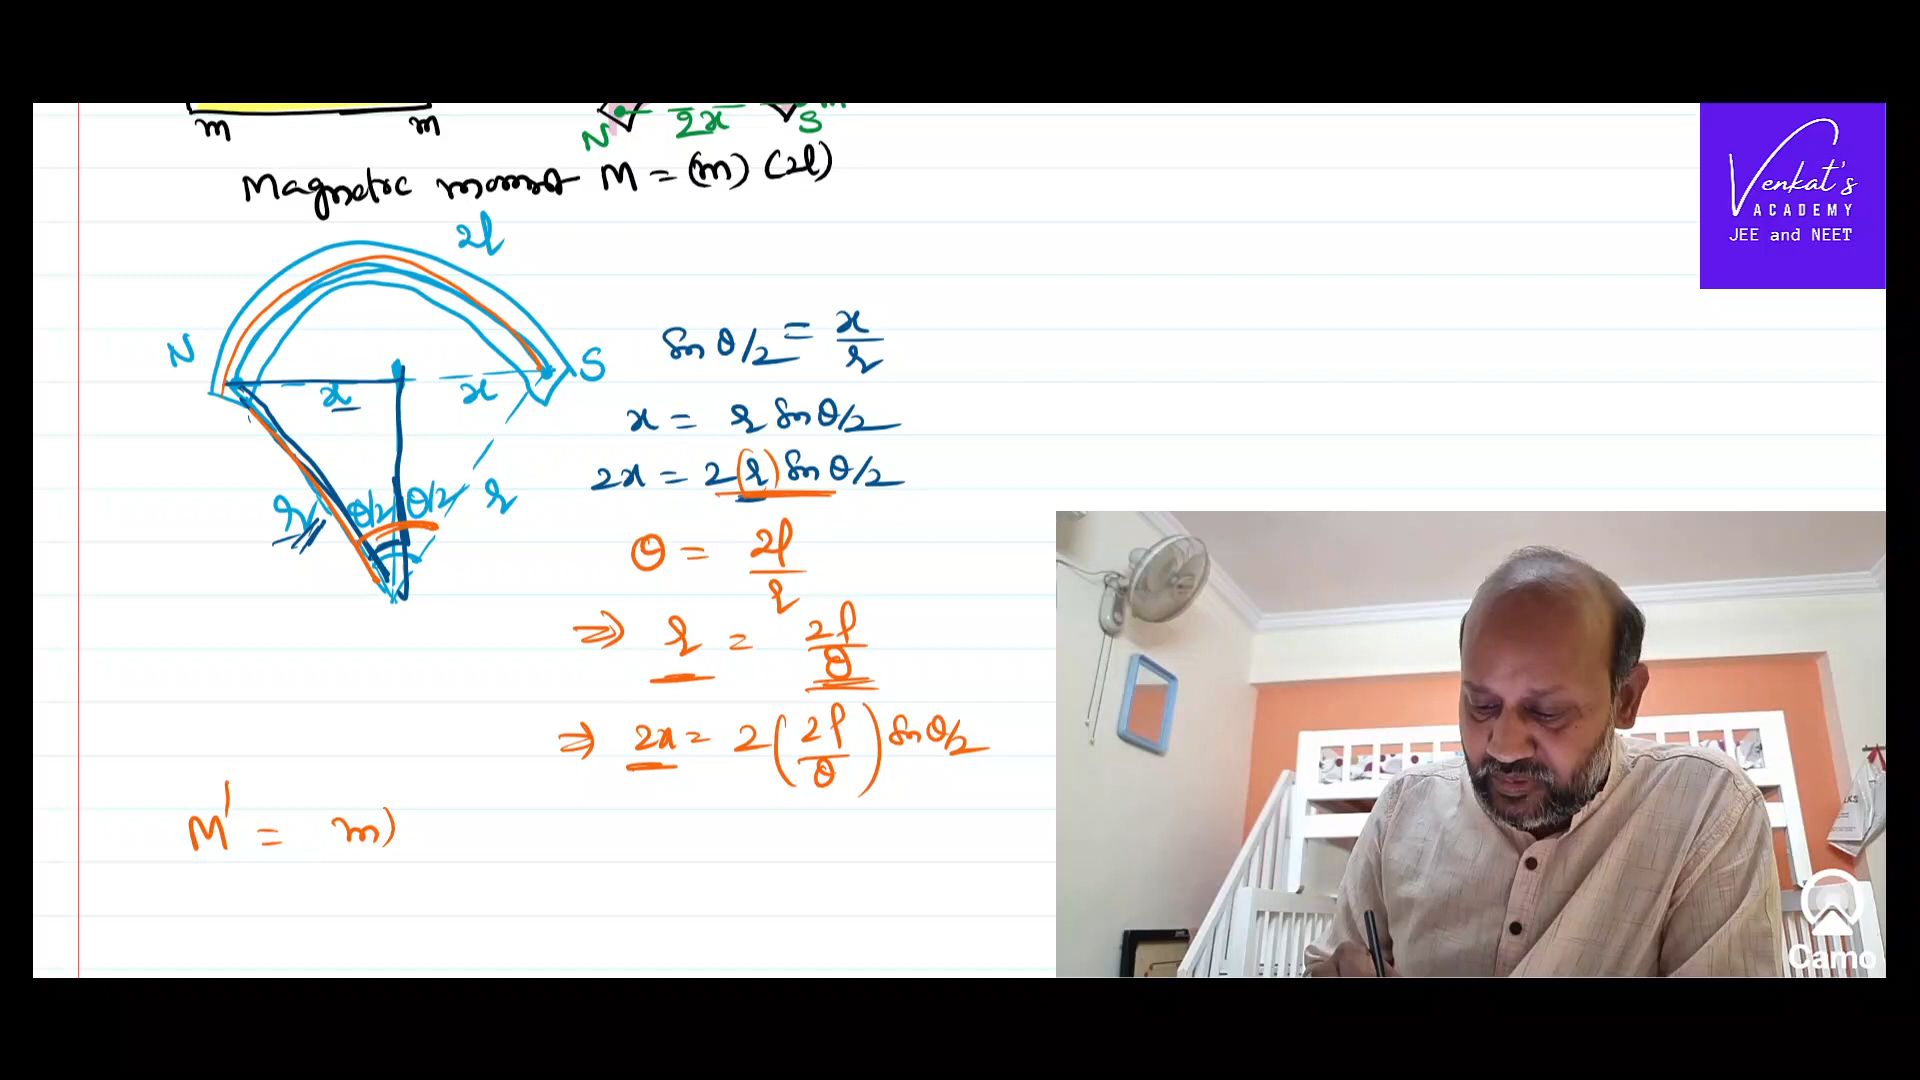 m m
N 2x S m
Magnetic moment M = (m) (2l)
2l
N S
x x
r θ/2 θ/2 r
Sin θ/2 = x/r
x = r Sin θ/2
2x = 2(r) Sin θ/2
θ = 2l/r
⇒ r = 2l/θ
⇒ 2x = 2(2l/θ) Sin θ/2
M' = m)
Venkat's
ACADEMY
JEE and NEET
Camo